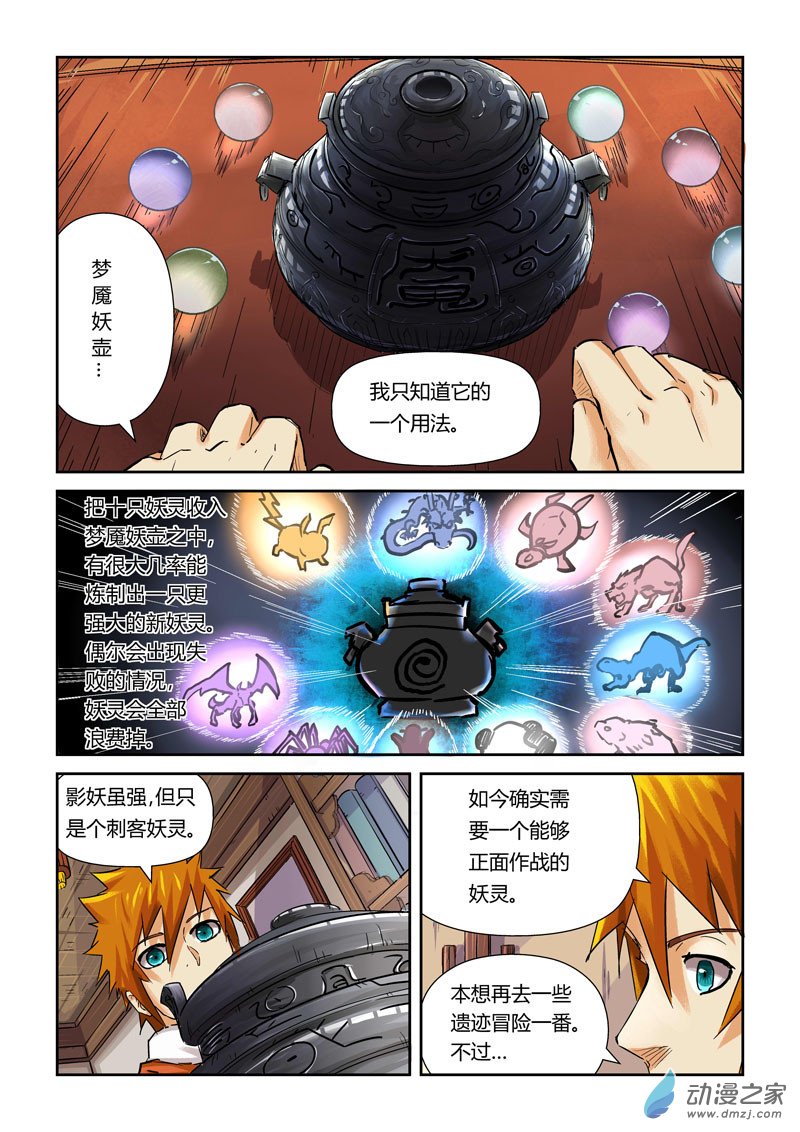 梦魇妖壶…
我只知道它的
一个用法。
把十只妖灵收入
梦魇妖壶之中,
有很大几率能
炼制出一只更
强大的新妖灵。
偶尔会出现失
败的情况,
妖灵会全部
浪费掉。
影妖虽强,但只
是个刺客妖灵。
如今确实需
要一个能够
正面作战的
妖灵。
本想再去一些
遗迹冒险一番。
不过…
动漫之家
www.dmzj.com